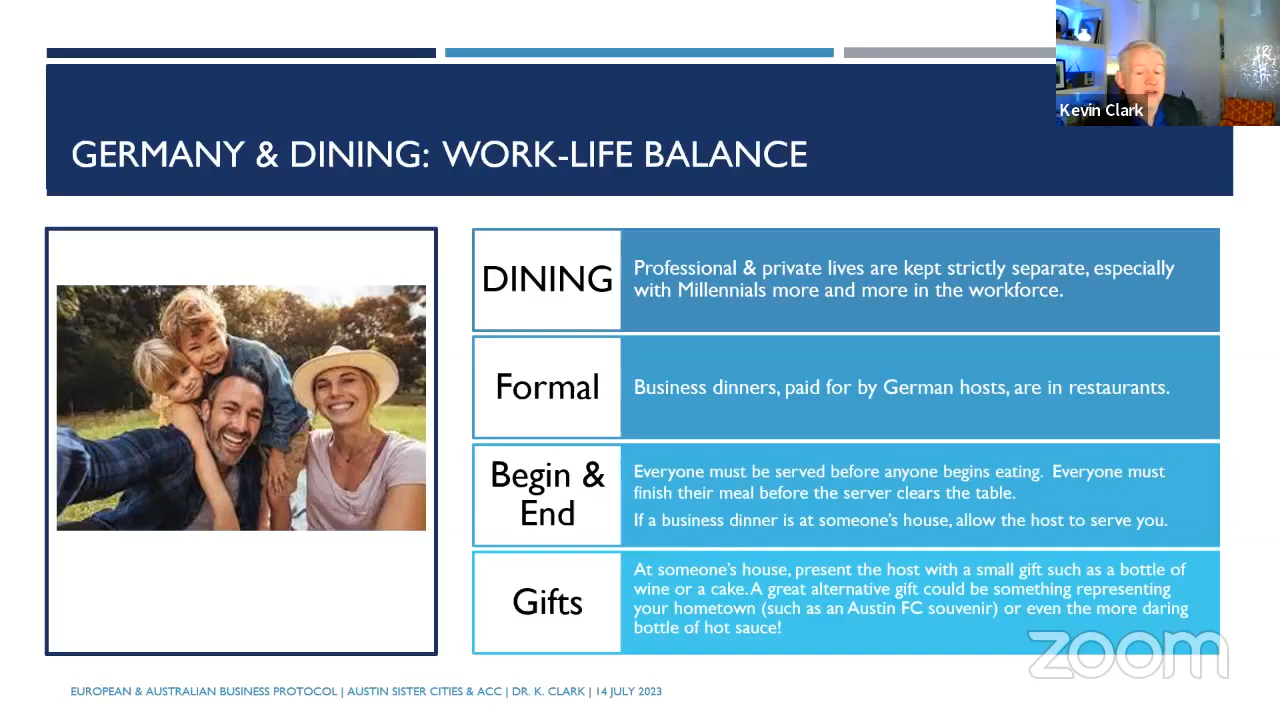 Kevin Clark
GERMANY & DINING: WORK-LIFE BALANCE
DINING
Professional & private lives are kept strictly separate, especially
with Millennials more and more in the workforce.
Formal
Business dinners, paid for by German hosts, are in restaurants.
Begin &
End
Everyone must be served before anyone begins eating. Everyone must
finish their meal before the server clears the table.
If a business dinner is at someone's house, allow the host to serve you.
Gifts
At someone's house, present the host with a small gift such as a bottle of
wine or a cake. A great alternative gift could be something representing
your hometown (such as an Austin FC souvenir) or even the more daring
bottle of hot sauce!
zoom
EUROPEAN & AUSTRALIAN BUSINESS PROTOCOL | AUSTIN SISTER CITIES & ACC | DR. K. CLARK | 14 JULY 2023